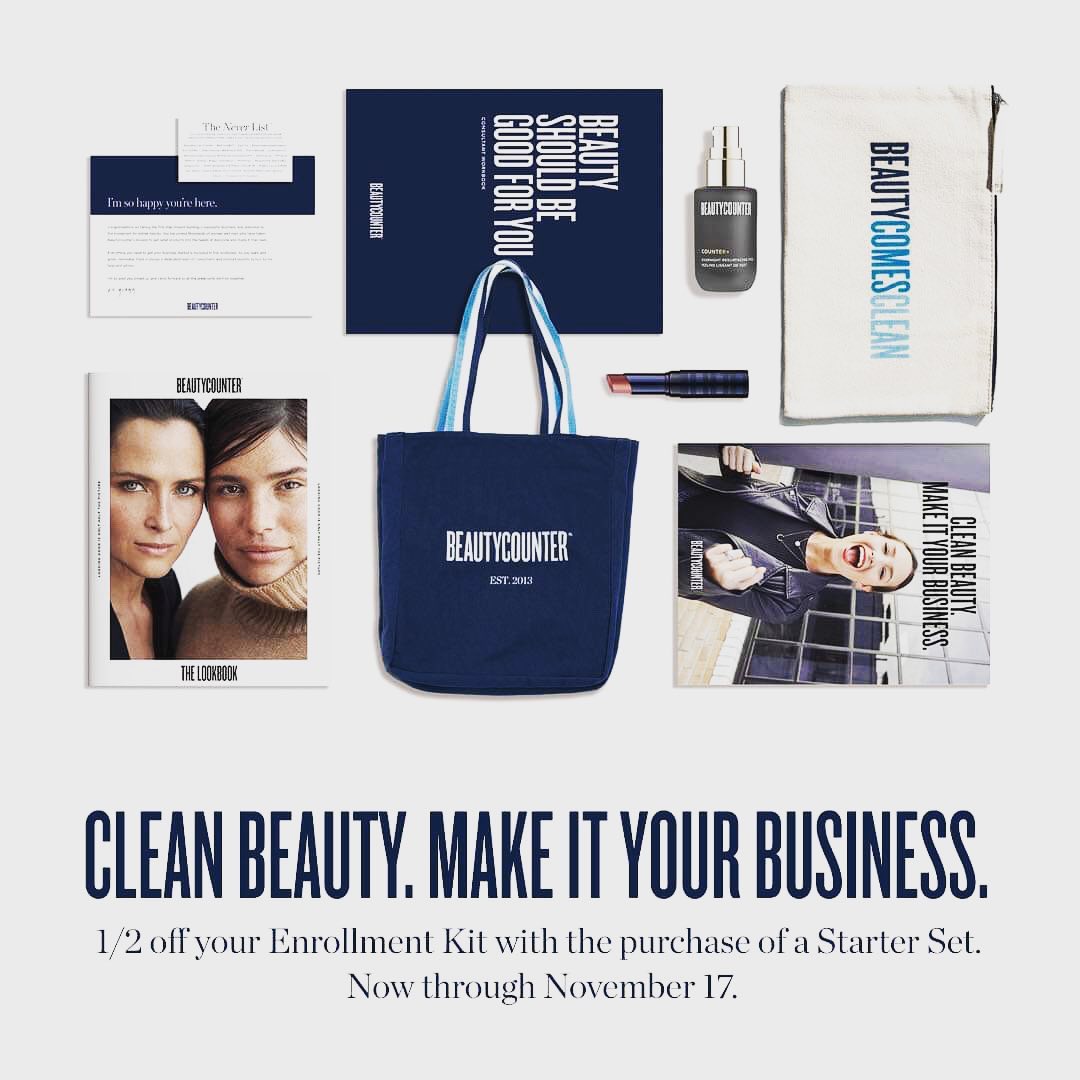 The Never List
I'm so happy you're here.
BEAUTYCOUNTER
BEAUTY
SHOULD BE
GOOD FOR YOU
CONSULTANT WORKBOOK
BEAUTYCOUNTER
BEAUTYCOUNTER
COUNTER+
BEAUTYCOMESCLEAN
BEAUTYCOUNTER
THE LOOKBOOK
BEAUTYCOUNTER™
EST. 2013
CLEAN BEAUTY.
MAKE IT YOUR BUSINESS.
BEAUTYCOUNTER
CLEAN BEAUTY. MAKE IT YOUR BUSINESS.
1/2 off your Enrollment Kit with the purchase of a Starter Set.
Now through November 17.